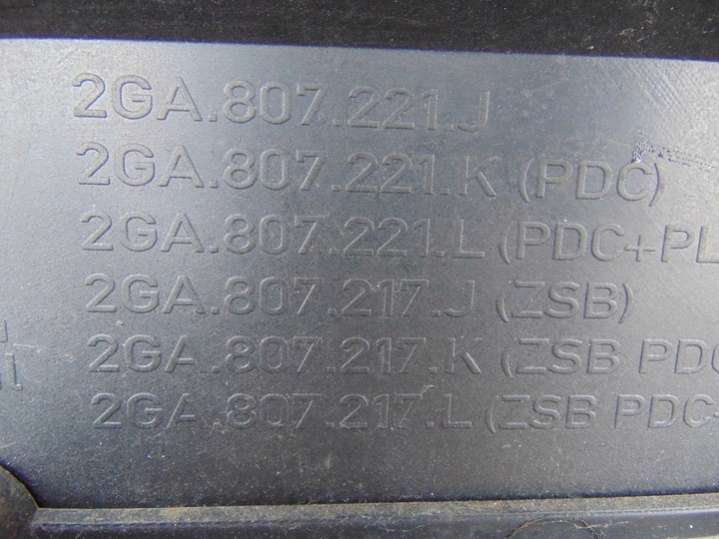 2GA.807.221.J
2GA.807.221.K (PDC)
2GA.807.221.L (PDC+PL
2GA.807.217.J (ZSB)
2GA.807.217.K (ZSB PDC
2GA.807.217.L (ZSB PDC